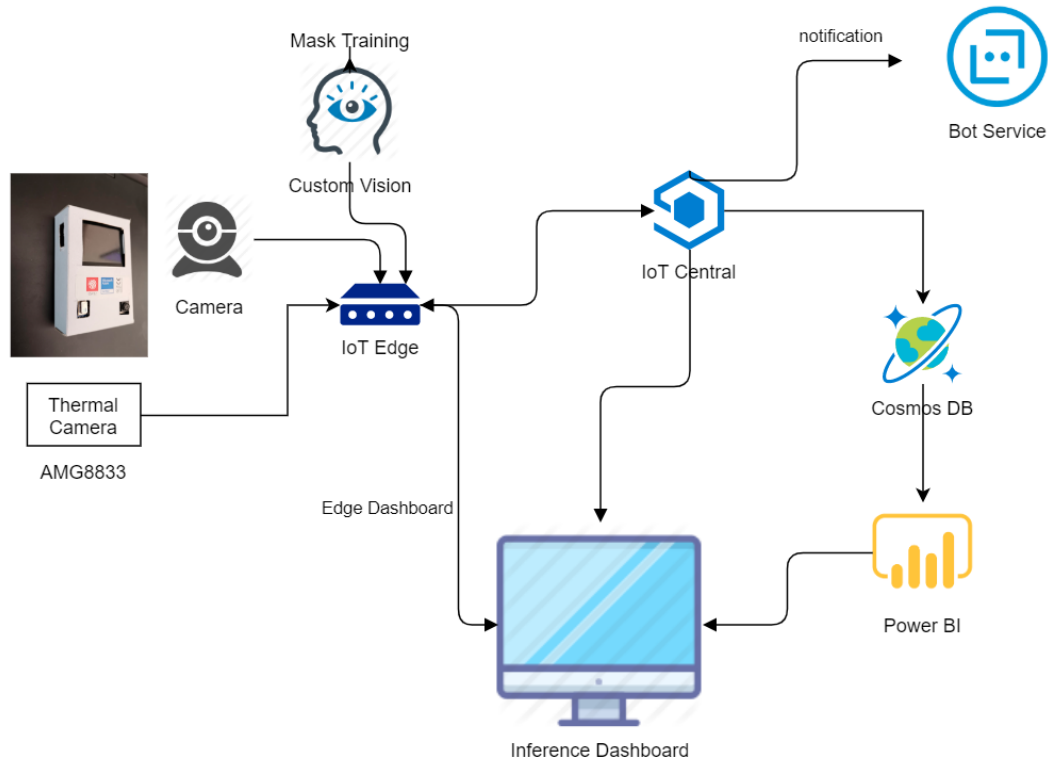 Mask Training
notification
Bot Service
Custom Vision
IoT Central
Camera
IoT Edge
Thermal
Camera
AMG8833
Cosmos DB
Edge Dashboard
Power BI
Inference Dashboard